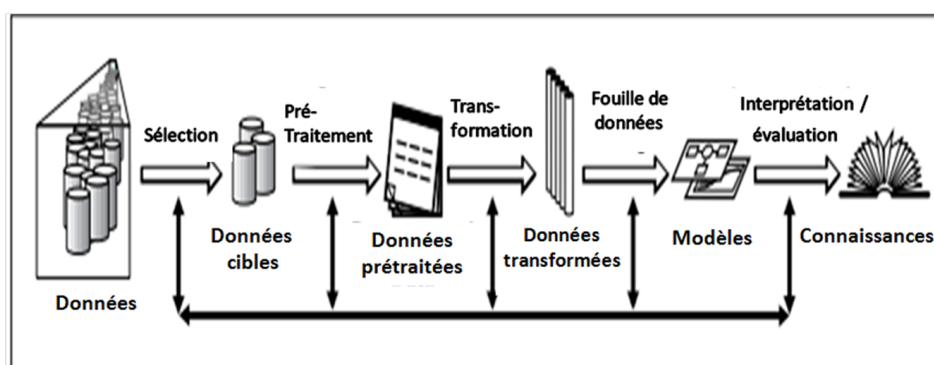 Sélection
Pré-
Traitement
Trans-
formation
Fouille de
données
Interprétation /
évaluation
Données
Données
cibles
Données
prétraitées
Données
transformées
Modèles
Connaissances